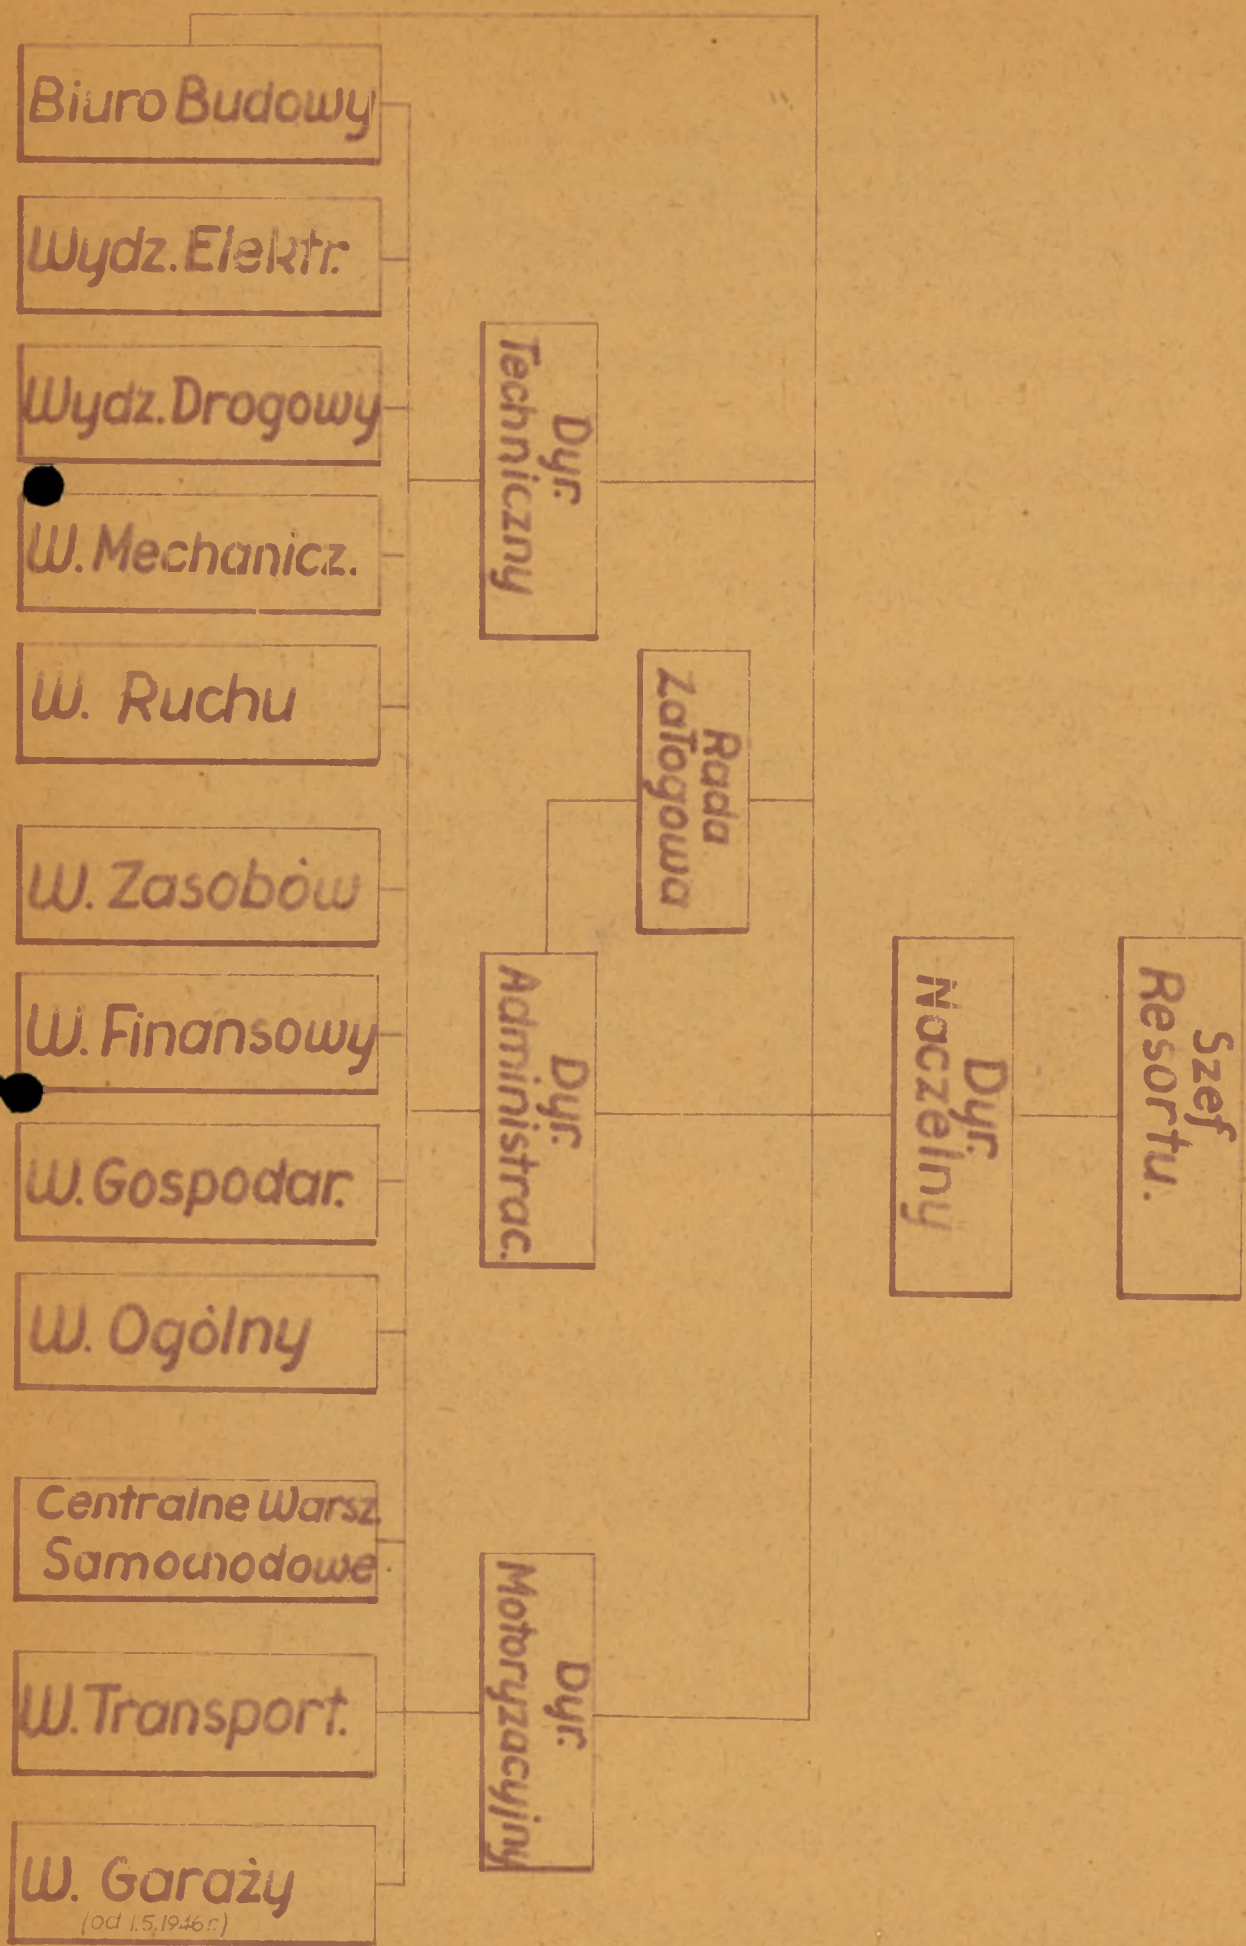 Szef
Resortu.
Dyr.
Naczelny
Rada
Załogowa
Dyr.
Techniczny
Dyr.
Administrac.
Dyr.
Motoryzacyjny
Biuro Budowy
Wydz. Elektr.
Wydz. Drogowy
W. Mechanicz.
W. Ruchu
W. Zasobów
W. Finansowy
W. Gospodar.
W. Ogólny
Centralne Warsz.
Samochodowe.
W. Transport.
W. Garaży
(od 1.5.1946 r.)